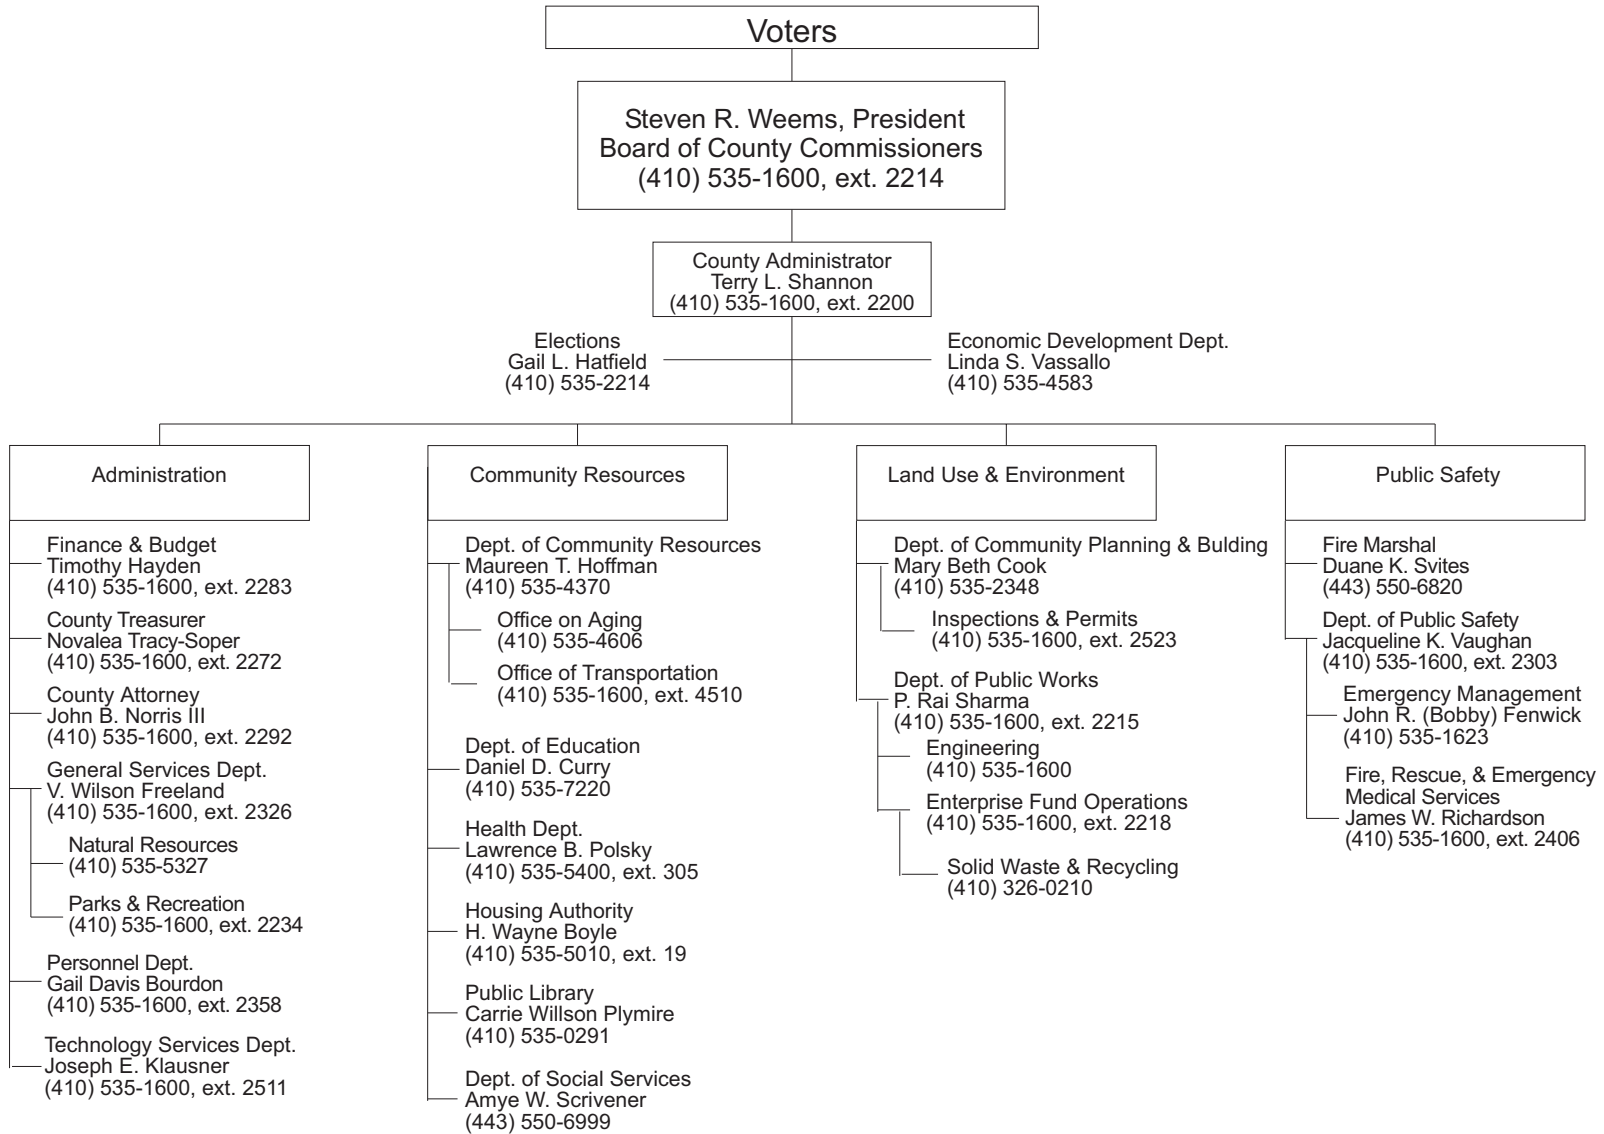 Voters
Steven R. Weems, President
Board of County Commissioners
(410) 535-1600, ext. 2214
County Administrator
Terry L. Shannon
(410) 535-1600, ext. 2200
Elections
Gail L. Hatfield
(410) 535-2214
Economic Development Dept.
Linda S. Vassallo
(410) 535-4583
Administration
Finance & Budget
Timothy Hayden
(410) 535-1600, ext. 2283
County Treasurer
Novalea Tracy-Soper
(410) 535-1600, ext. 2272
County Attorney
John B. Norris III
(410) 535-1600, ext. 2292
General Services Dept.
V. Wilson Freeland
(410) 535-1600, ext. 2326
Natural Resources
(410) 535-5327
Parks & Recreation
(410) 535-1600, ext. 2234
Personnel Dept.
Gail Davis Bourdon
(410) 535-1600, ext. 2358
Technology Services Dept.
Joseph E. Klausner
(410) 535-1600, ext. 2511
Community Resources
Dept. of Community Resources
Maureen T. Hoffman
(410) 535-4370
Office on Aging
(410) 535-4606
Office of Transportation
(410) 535-1600, ext. 4510
Dept. of Education
Daniel D. Curry
(410) 535-7220
Health Dept.
Lawrence B. Polsky
(410) 535-5400, ext. 305
Housing Authority
H. Wayne Boyle
(410) 535-5010, ext. 19
Public Library
Carrie Willson Plymire
(410) 535-0291
Dept. of Social Services
Amye W. Scrivener
(443) 550-6999
Land Use & Environment
Dept. of Community Planning & Bulding
Mary Beth Cook
(410) 535-2348
Inspections & Permits
(410) 535-1600, ext. 2523
Dept. of Public Works
P. Rai Sharma
(410) 535-1600, ext. 2215
Engineering
(410) 535-1600
Enterprise Fund Operations
(410) 535-1600, ext. 2218
Solid Waste & Recycling
(410) 326-0210
Public Safety
Fire Marshal
Duane K. Svites
(443) 550-6820
Dept. of Public Safety
Jacqueline K. Vaughan
(410) 535-1600, ext. 2303
Emergency Management
John R. (Bobby) Fenwick
(410) 535-1623
Fire, Rescue, & Emergency
Medical Services
James W. Richardson
(410) 535-1600, ext. 2406